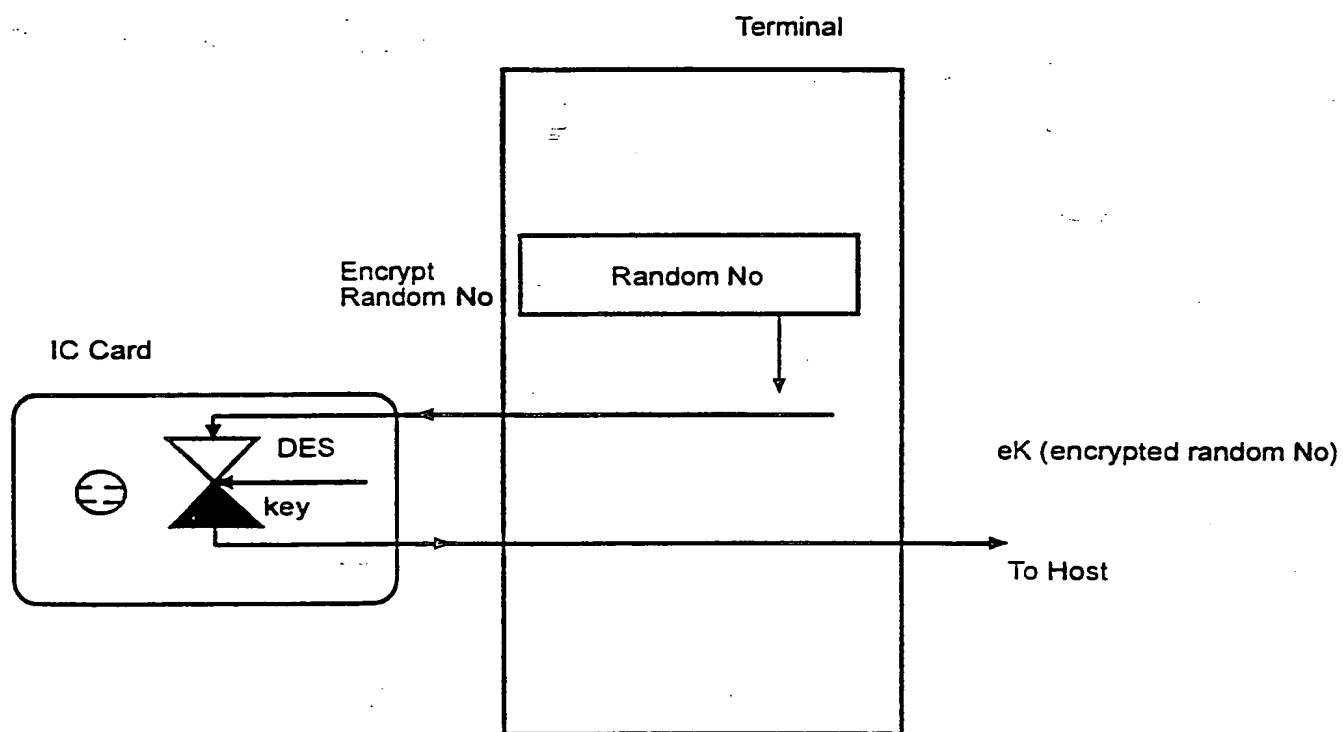 Terminal
Encrypt
Random No
Random No
IC Card
DES
eK (encrypted random No)
key
To Host